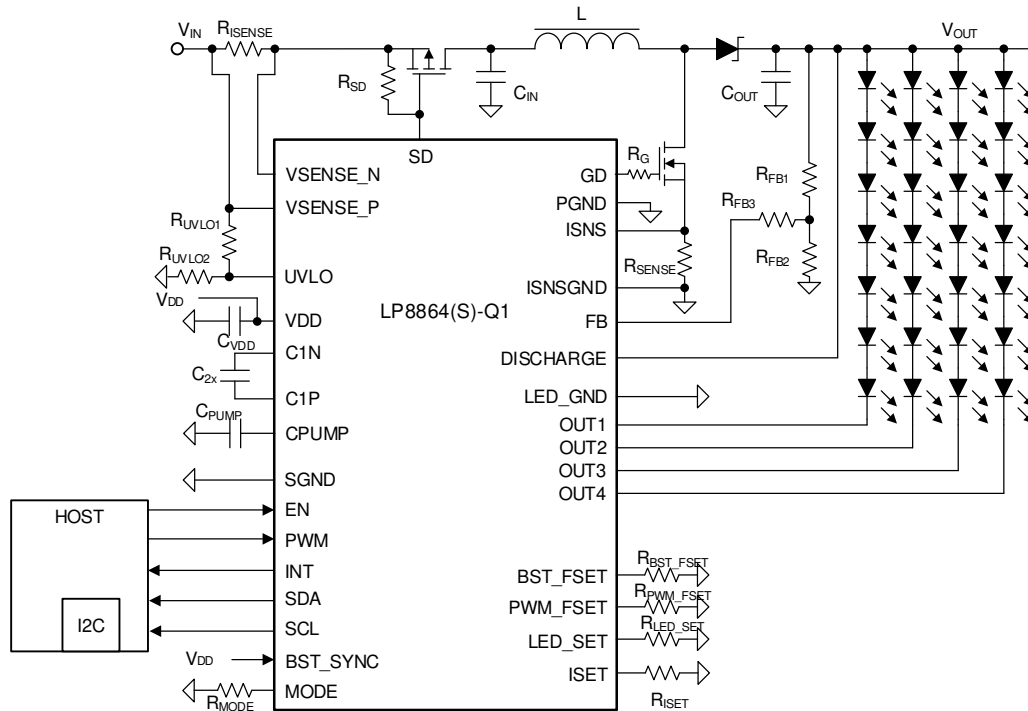 VIN
RISENSE
L
VOUT
RSD
CIN
COUT
SD
VSENSE_N
VSENSE_P
RUVLO1
RUVLO2
UVLO
VDD
VDD
CVDD
C1N
C2x
C1P
CPUMP
CPUMP
SGND
HOST
I2C
EN
PWM
INT
SDA
SCL
VDD
BST_SYNC
RMODE
MODE
LP8864(S)-Q1
RG
GD
PGND
ISNS
RSENSE
ISNSGND
FB
RFB1
RFB3
RFB2
DISCHARGE
LED_GND
OUT1
OUT2
OUT3
OUT4
BST_FSET
RBST_FSET
PWM_FSET
RPWM_FSET
LED_SET
RLED_SET
ISET
RISET